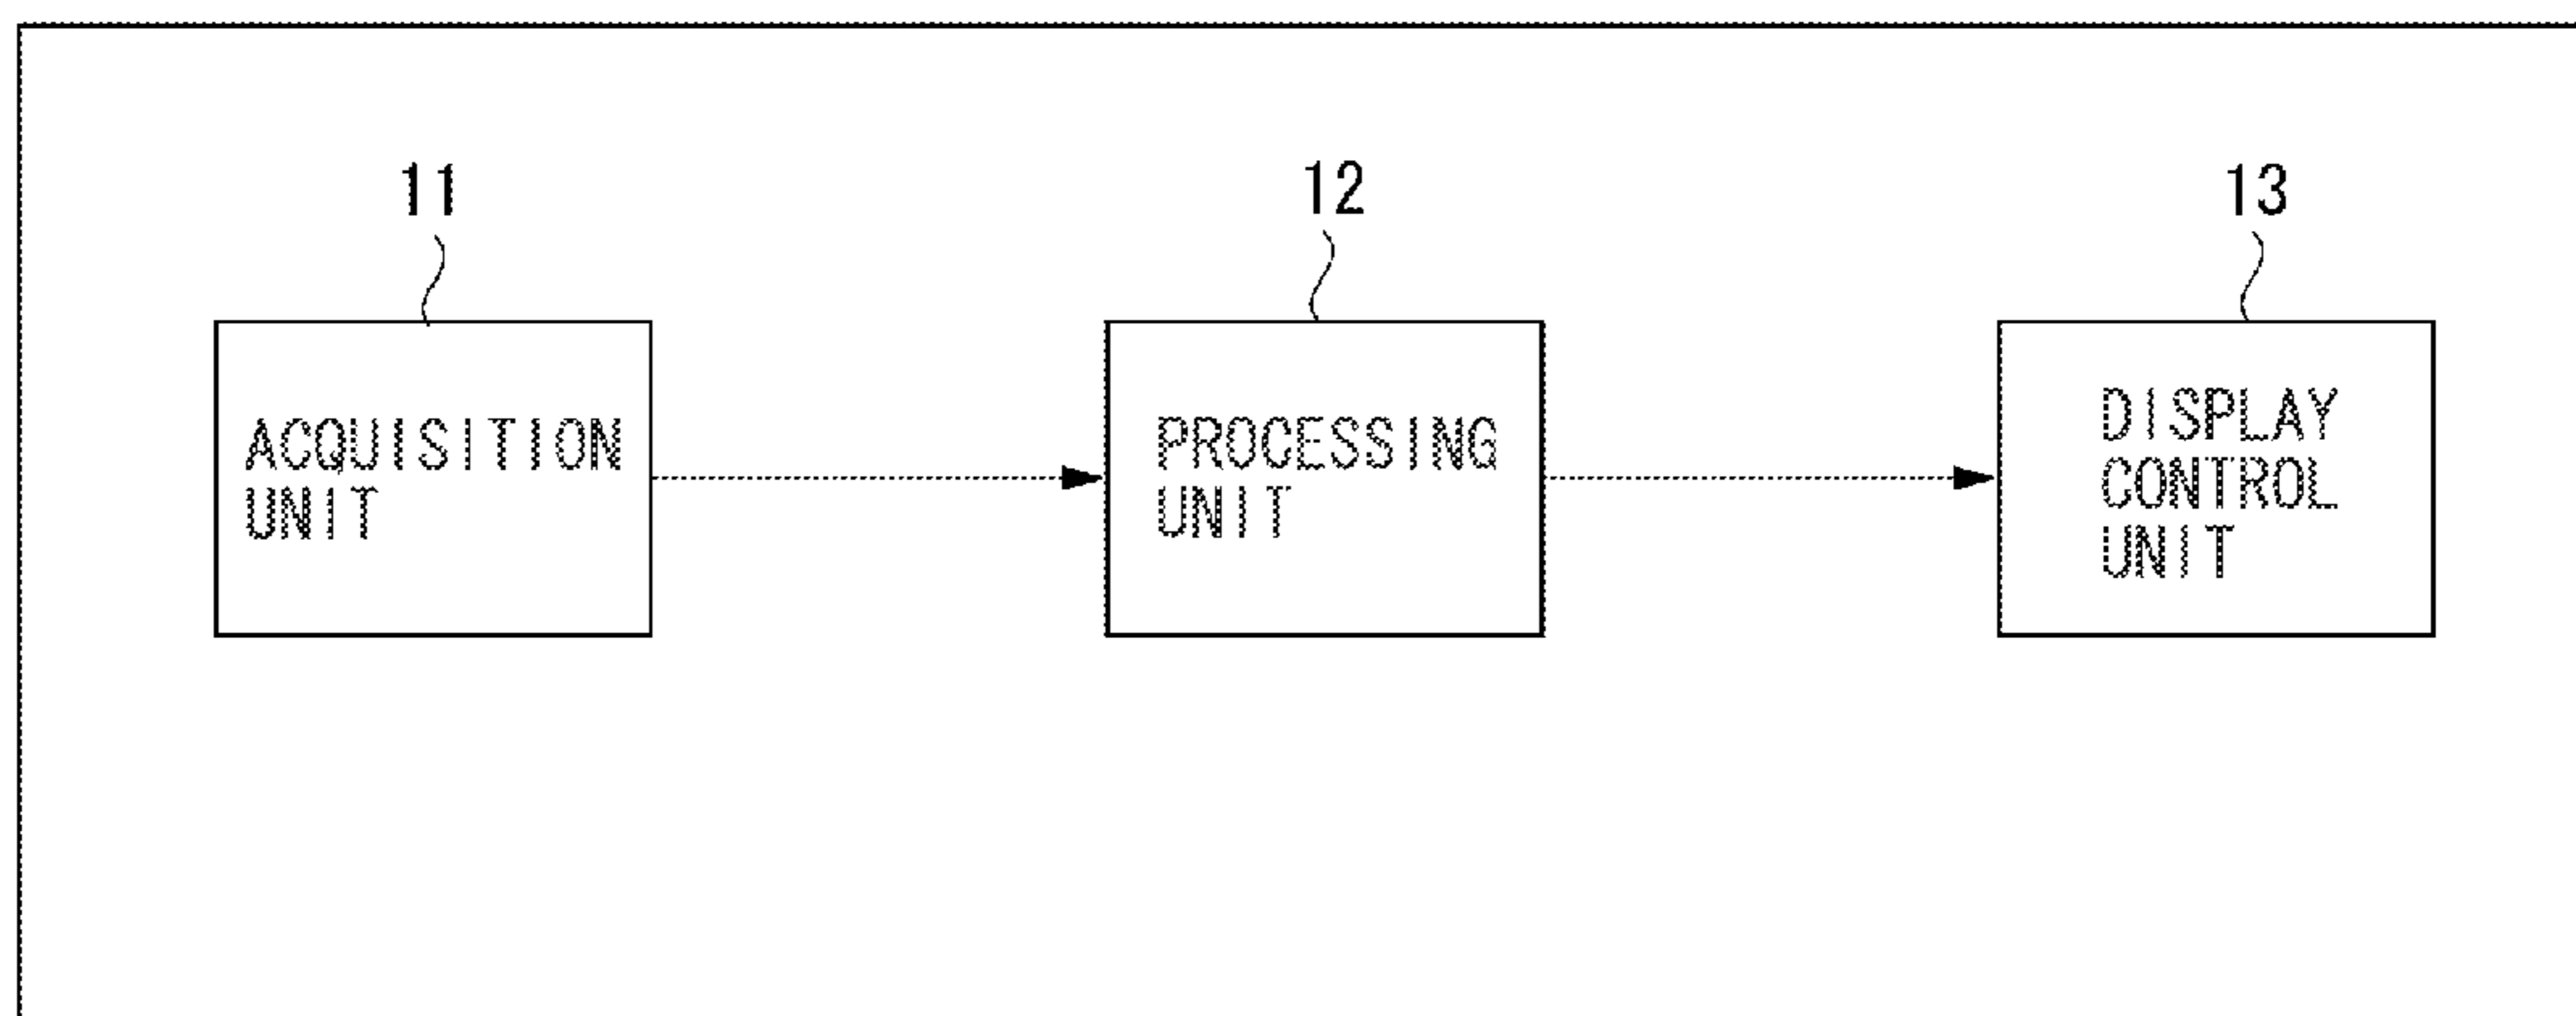 11
12
13
ACQUISITION
UNIT
PROCESSING
UNIT
DISPLAY
CONTROL
UNIT